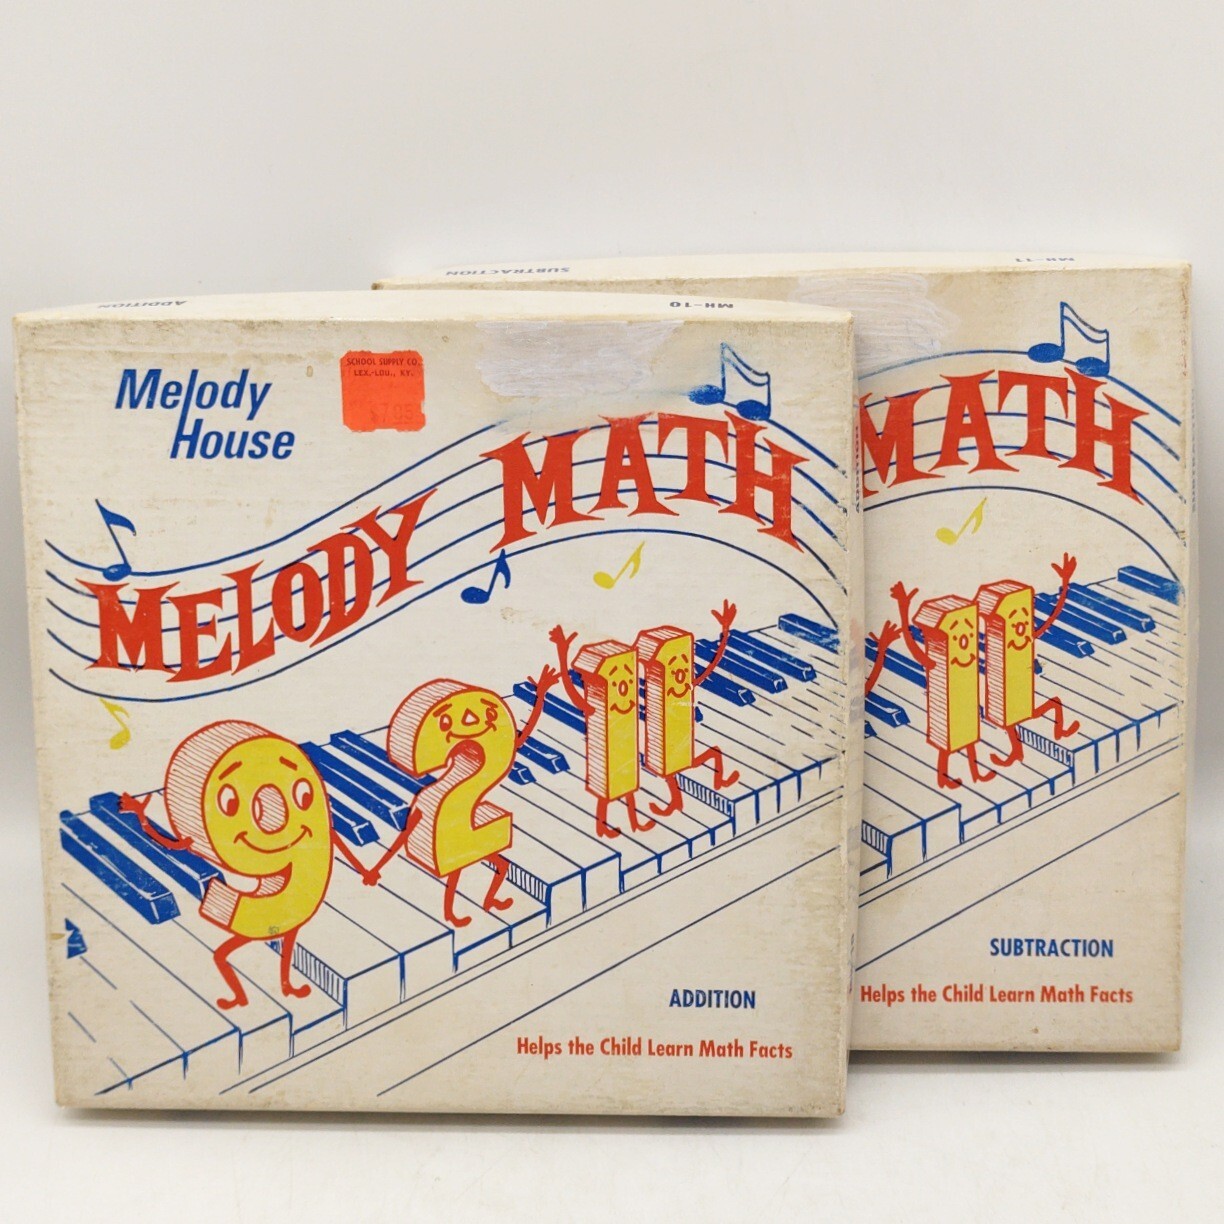 SUBTRACTION
MH-11
ADDITION
MH-10
Melody
House
SCHOOL SUPPLY CO.
LEX.-LOU., KY.
MELODY MATH
9 2 11
ADDITION
Helps the Child Learn Math Facts
MATH
11
SUBTRACTION
Helps the Child Learn Math Facts